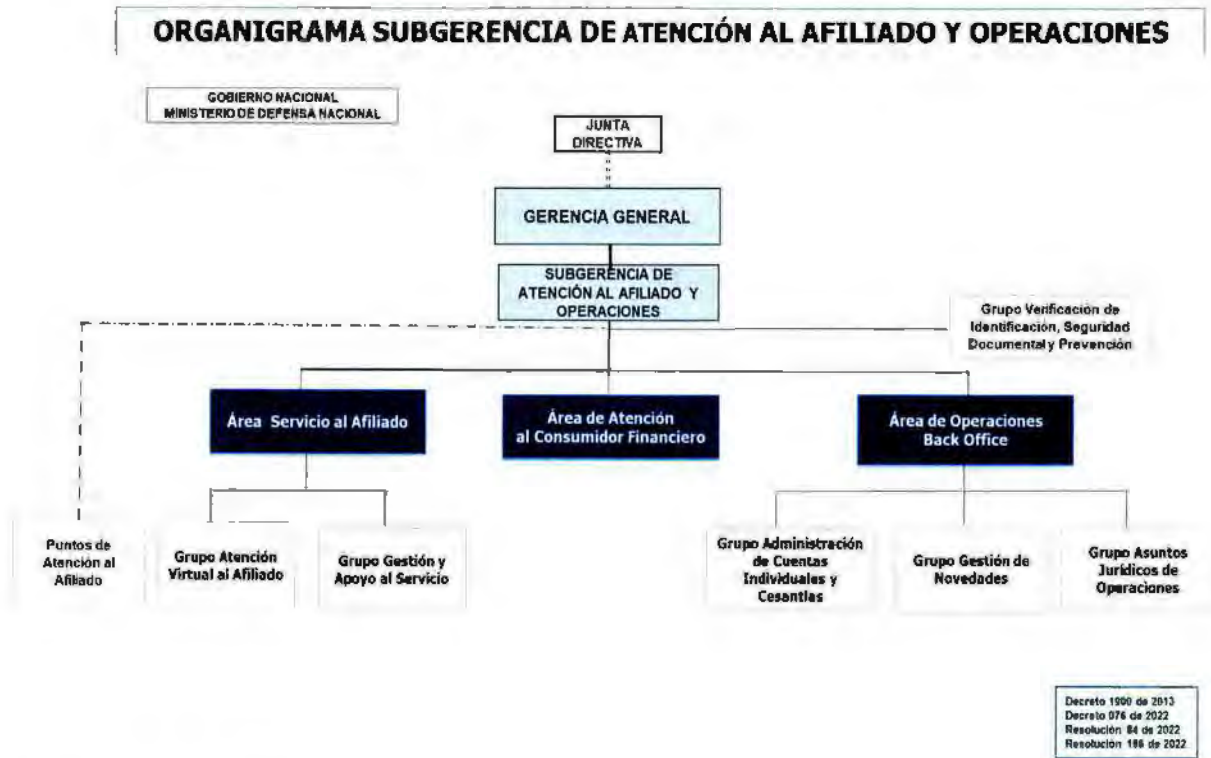 ORGANIGRAMA SUBGERENCIA DE ATENCIÓN AL AFILIADO Y OPERACIONES
GOBIERNO NACIONAL
MINISTERIO DE DEFENSA NACIONAL
JUNTA
DIRECTIVA
GERENCIA GENERAL
SUBGERENCIA DE
ATENCIÓN AL AFILIADO Y
OPERACIONES
Grupo Verificación de
Identificación, Seguridad
Documental y Prevención
Área Servicio al Afiliado
Área de Atención
al Consumidor Financiero
Área de Operaciones
Back Office
Puntos de
Atención al
Afiliado
Grupo Atención
Virtual al Afiliado
Grupo Gestión y
Apoyo al Servicio
Grupo Administración
de Cuentas
Individuales y
Cesantías
Grupo Gestión de
Novedades
Grupo Asuntos
Jurídicos de
Operaciones
Decreto 1900 de 2013
Decreto 076 de 2022
Resolución 84 de 2022
Resolución 186 de 2022